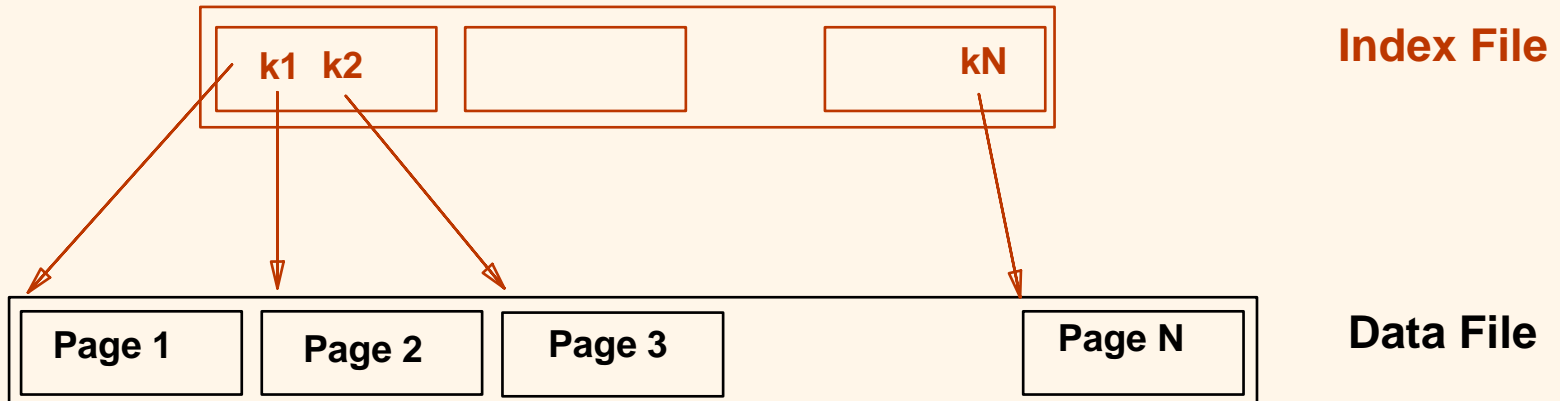 k1 k2 kN Index File
Page 1 Page 2 Page 3 Page N Data File